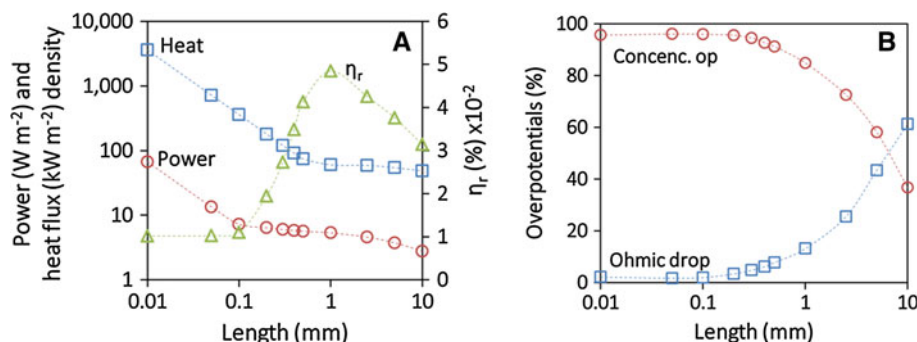 Power (W m⁻²) and
heat flux (kW m⁻²) density
10,000
1,000
100
10
1
A
Heat
Power
ηr
6
5
4
3
2
1
0
ηr (%) x10⁻²
0.01 0.1 1 10
Length (mm)
Overpotentials (%)
100
80
60
40
20
0
B
Concenc. op
Ohmic drop
0.01 0.1 1 10
Length (mm)